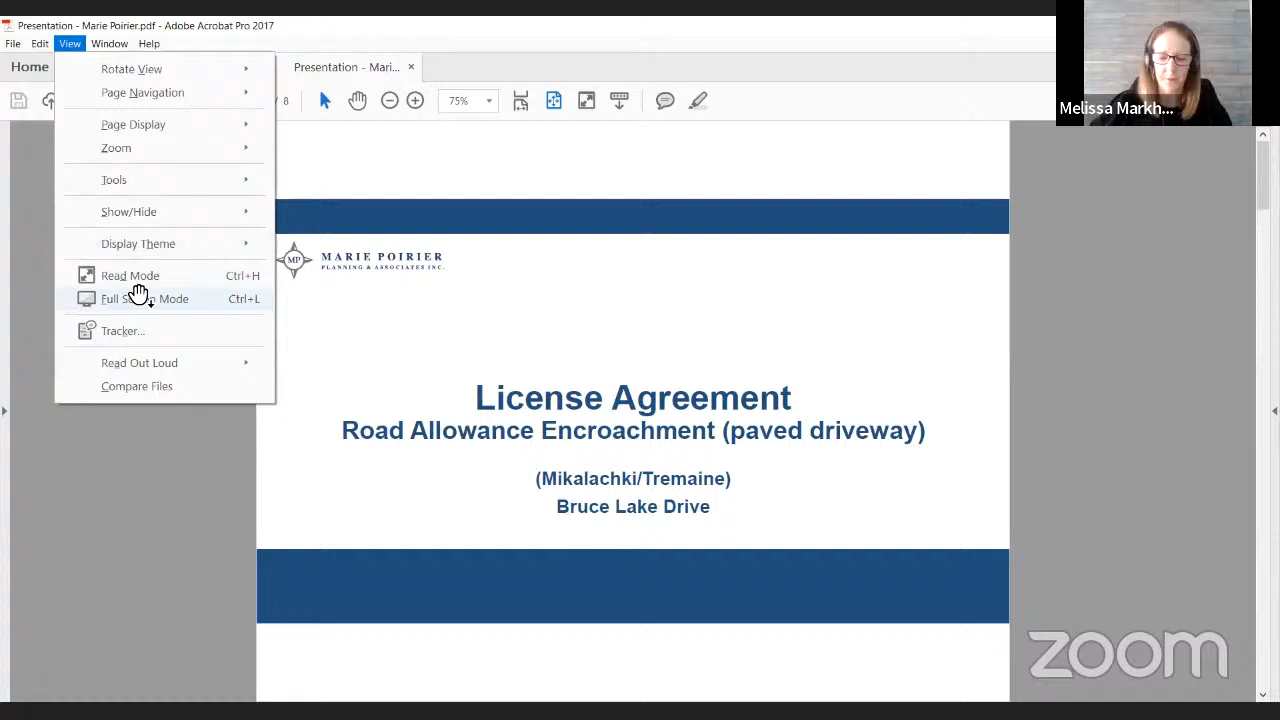 Presentation - Marie Poirier.pdf - Adobe Acrobat Pro 2017
File Edit View Window Help
Home
Presentation - Mari... ×
/ 8
75%
Rotate View
Page Navigation
Page Display
Zoom
Tools
Show/Hide
Display Theme
Read Mode Ctrl+H
Full Mode Ctrl+L
Tracker...
Read Out Loud
Compare Files
Melissa Markh...
MP
MARIE POIRIER
PLANNING & ASSOCIATES INC.
License Agreement
Road Allowance Encroachment (paved driveway)
(Mikalachki/Tremaine)
Bruce Lake Drive
zoom